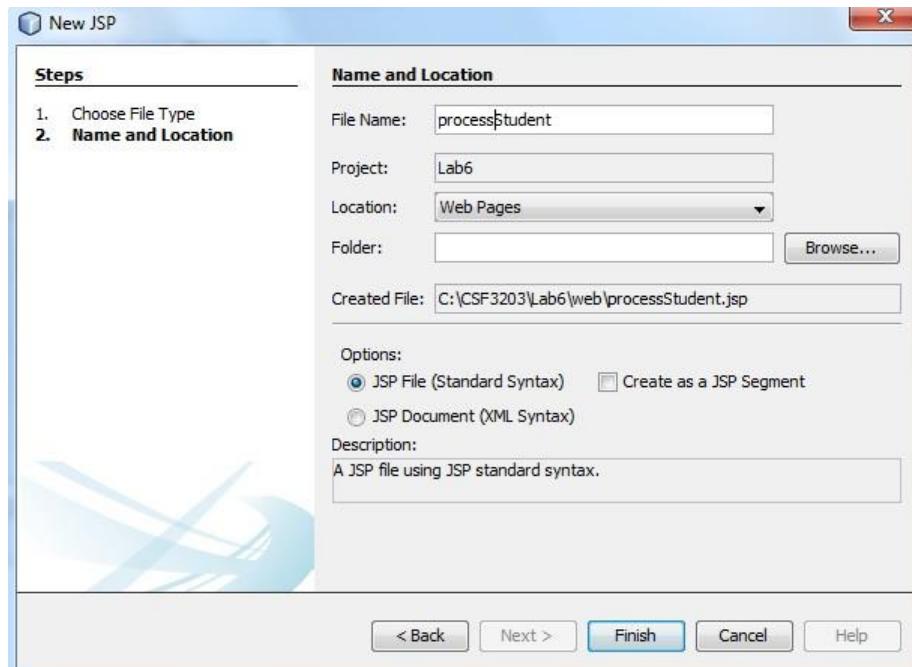 New JSP
Steps
1. Choose File Type
2. Name and Location
Name and Location
File Name: processStudent
Project: Lab6
Location: Web Pages
Folder: Browse...
Created File: C:\CSF3203\Lab6\web\processStudent.jsp
Options:
JSP File (Standard Syntax) Create as a JSP Segment
JSP Document (XML Syntax)
Description:
A JSP file using JSP standard syntax.
< Back Next > Finish Cancel Help